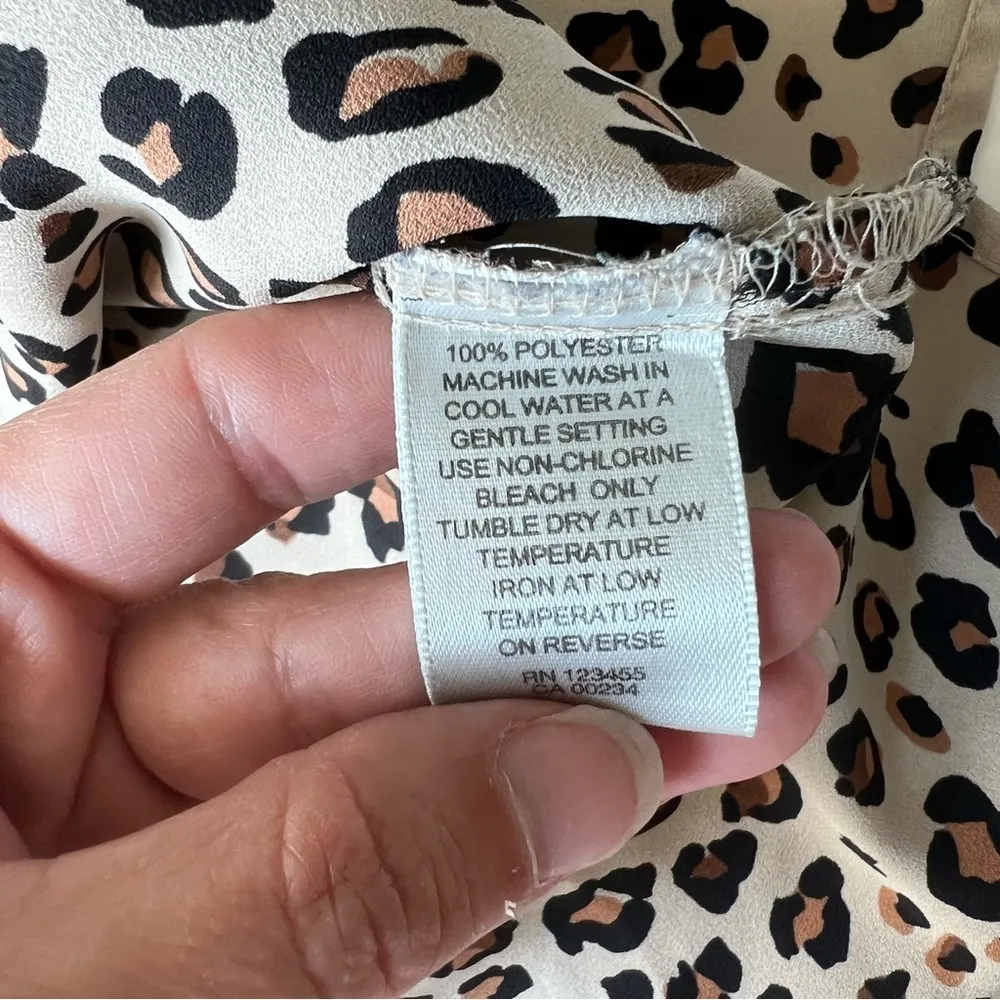 100% POLYESTER
MACHINE WASH IN
COOL WATER AT A
GENTLE SETTING
USE NON-CHLORINE
BLEACH ONLY
TUMBLE DRY AT LOW
TEMPERATURE
IRON AT LOW
TEMPERATURE
ON REVERSE
RN 123455
CA 00234